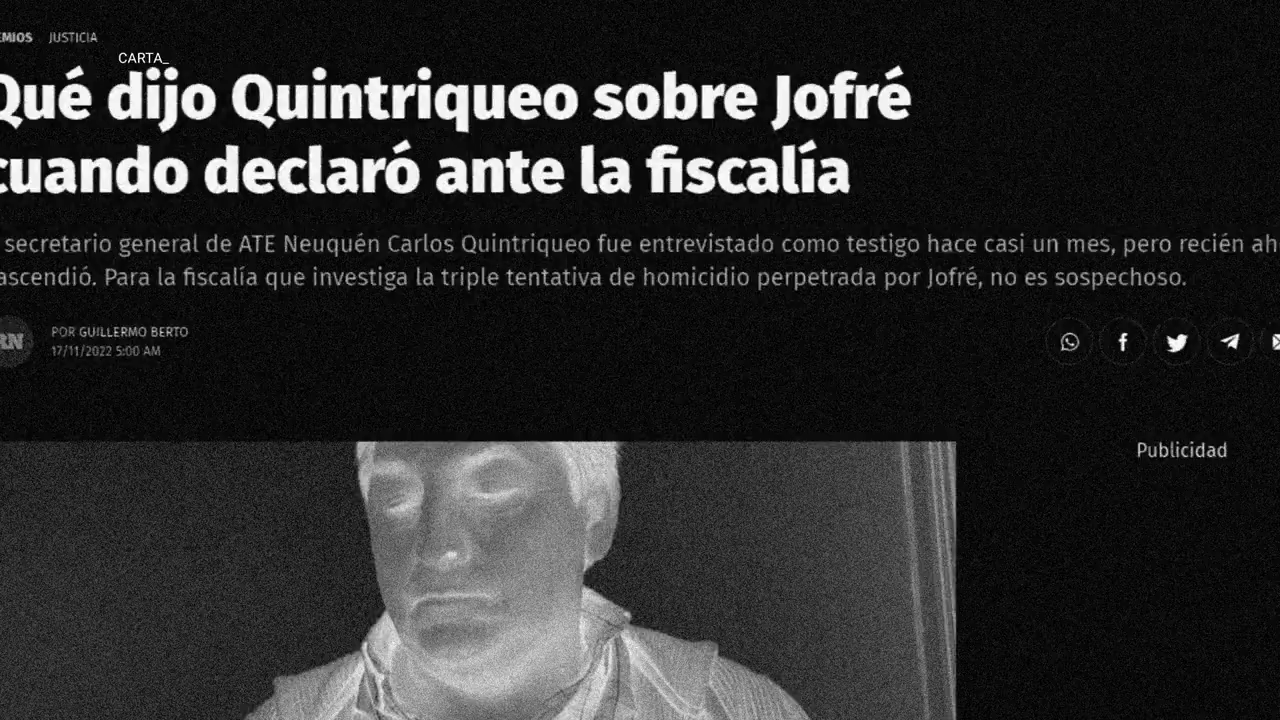 EMIOS JUSTICIA
CARTA_
Qué dijo Quintriqueo sobre Jofré
cuando declaró ante la fiscalía
secretario general de ATE Neuquén Carlos Quintriqueo fue entrevistado como testigo hace casi un mes, pero recién ah
ascendió. Para la fiscalía que investiga la triple tentativa de homicidio perpetrada por Jofré, no es sospechoso.
RN
POR GUILLERMO BERTO
17/11/2022 5:00 AM
Publicidad